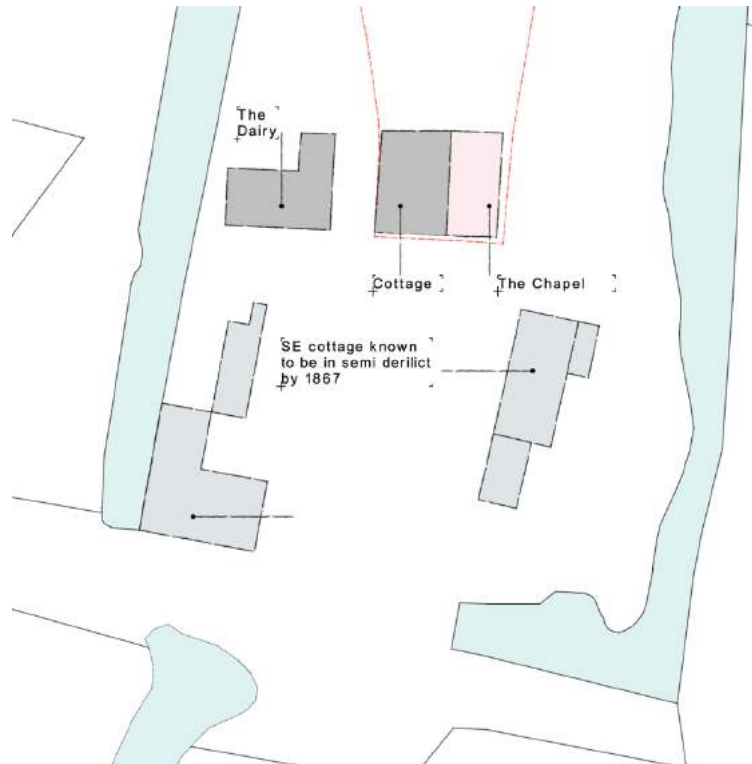 The
Dairy
Cottage
The Chapel
SE cottage known
to be in semi derilict
by 1867